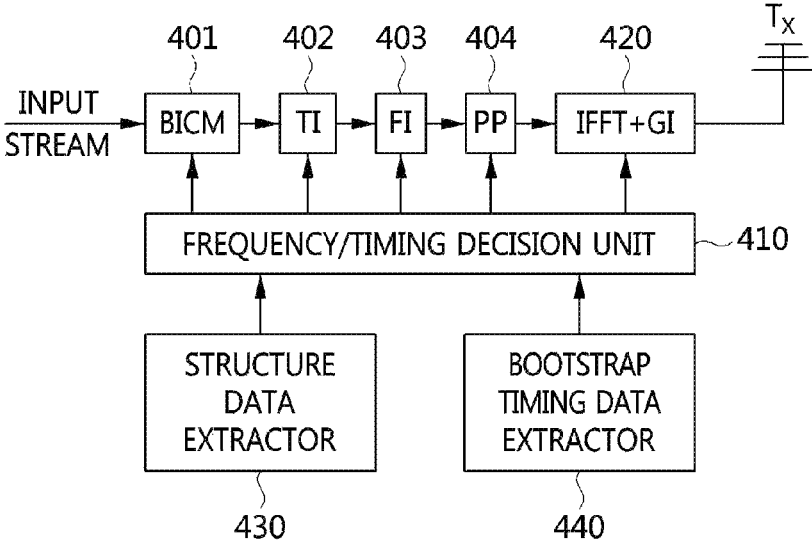 401 402 403 404 420 TX
INPUT STREAM
BICM TI FI PP IFFT+GI
FREQUENCY/TIMING DECISION UNIT 410
STRUCTURE
DATA
EXTRACTOR
430
BOOTSTRAP
TIMING DATA
EXTRACTOR
440